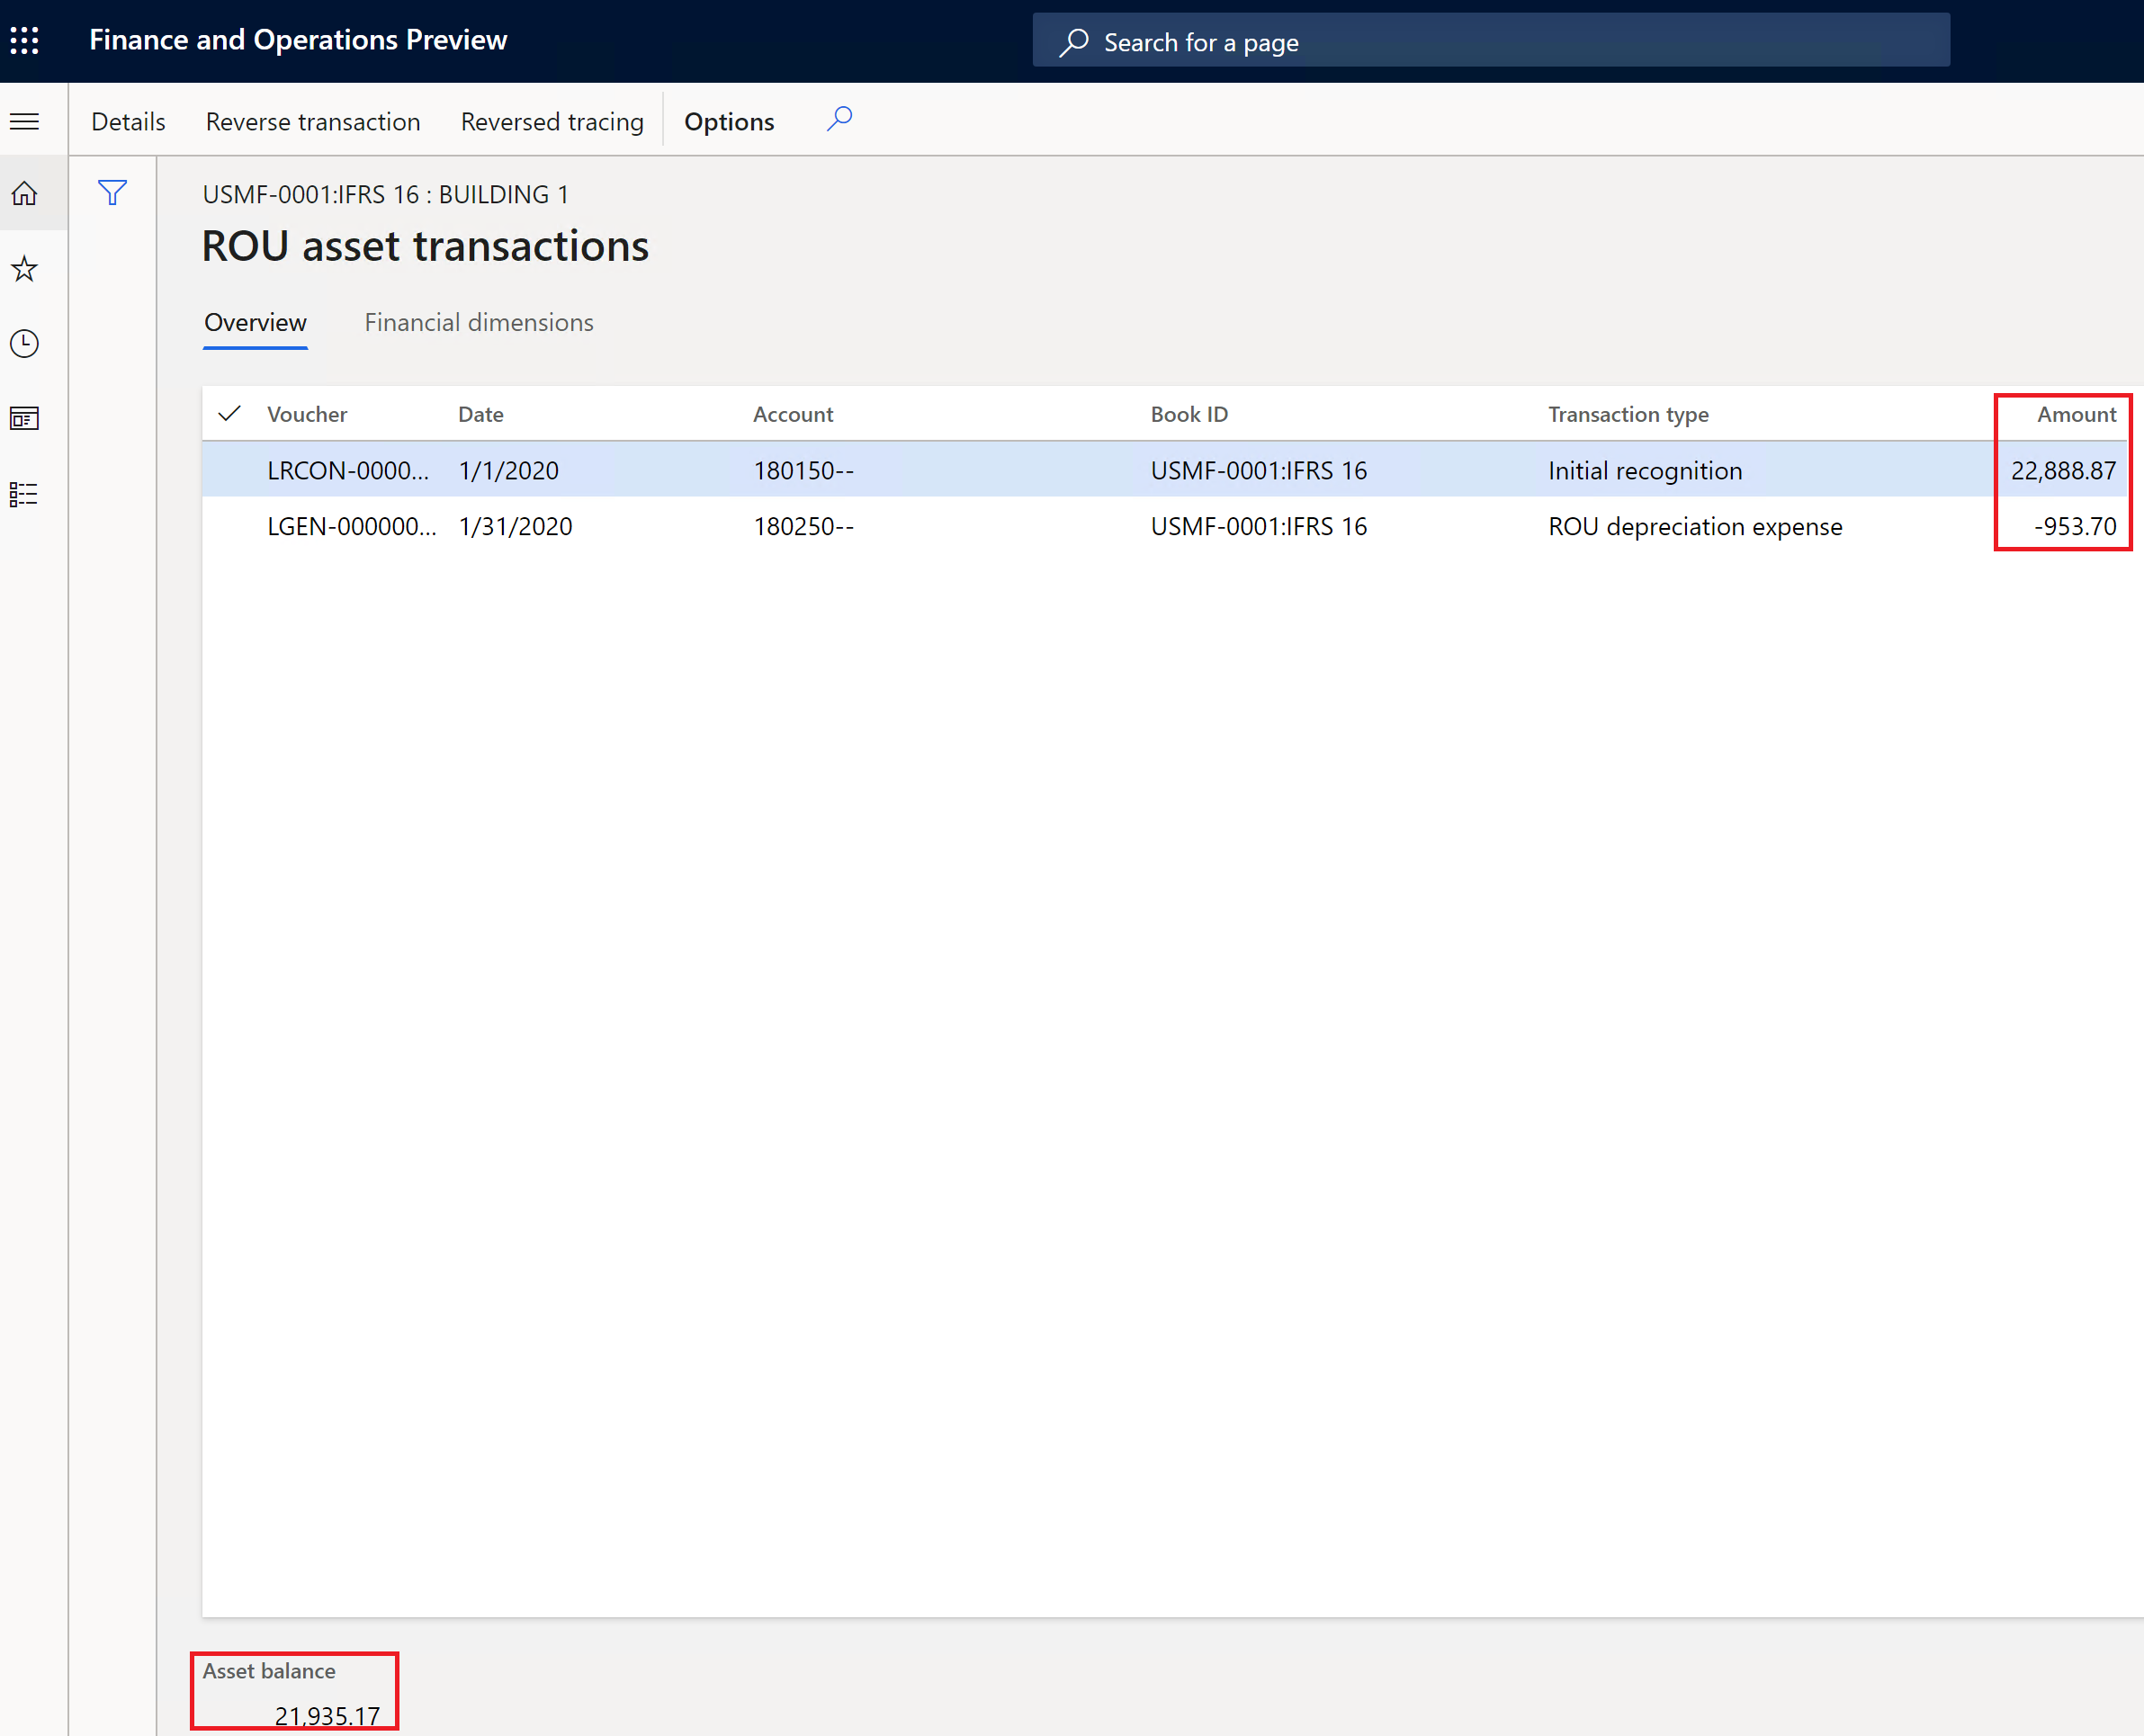 Finance and Operations Preview
Search for a page
Details Reverse transaction Reversed tracing Options
USMF-0001:IFRS 16 : BUILDING 1
ROU asset transactions
Overview Financial dimensions
Voucher Date Account Book ID Transaction type Amount
LRCON-0000... 1/1/2020 180150-- USMF-0001:IFRS 16 Initial recognition 22,888.87
LGEN-000000... 1/31/2020 180250-- USMF-0001:IFRS 16 ROU depreciation expense -953.70
Asset balance
21,935.17